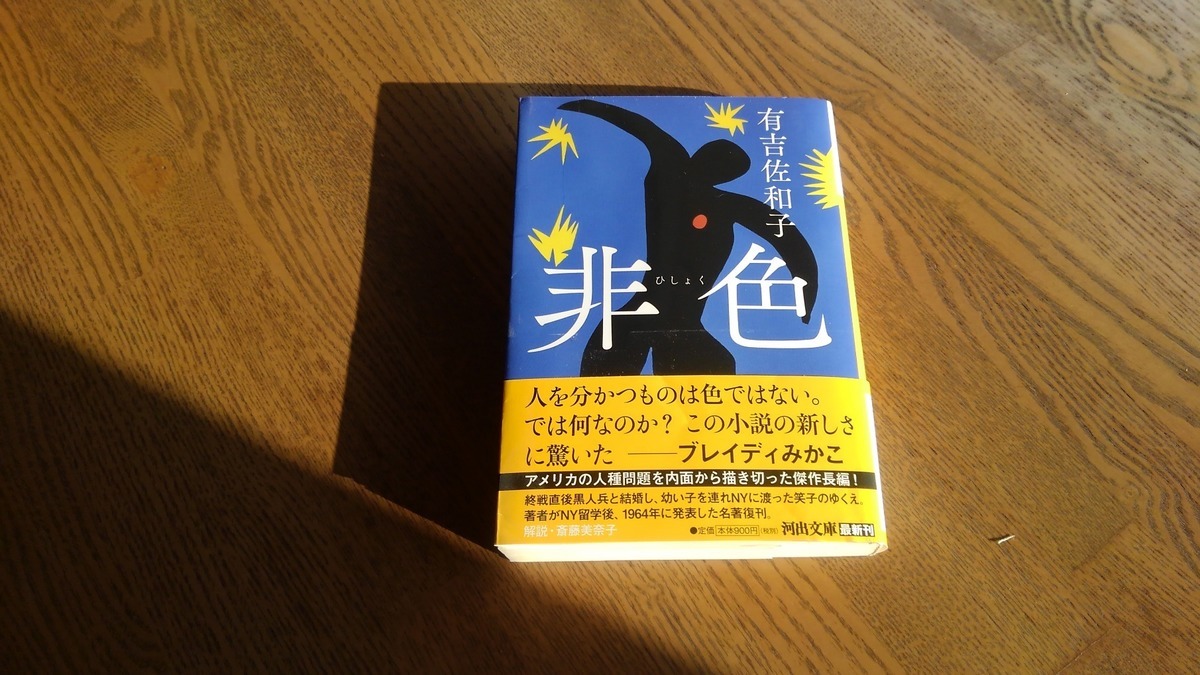 有吉佐和子
非色
ひしょく
人を分かつものは色ではない。
では何なのか? この小説の新しさ
に驚いた ──ブレイディみかこ
アメリカの人種問題を内面から描き切った傑作長編!
終戦直後黒人兵と結婚し、幼い子を連れNYに渡った笑子のゆくえ。
著者がNY留学後、1964年に発表した名著復刊。
解説・斎藤美奈子 ●定価 本体900円(税別) 河出文庫 最新刊